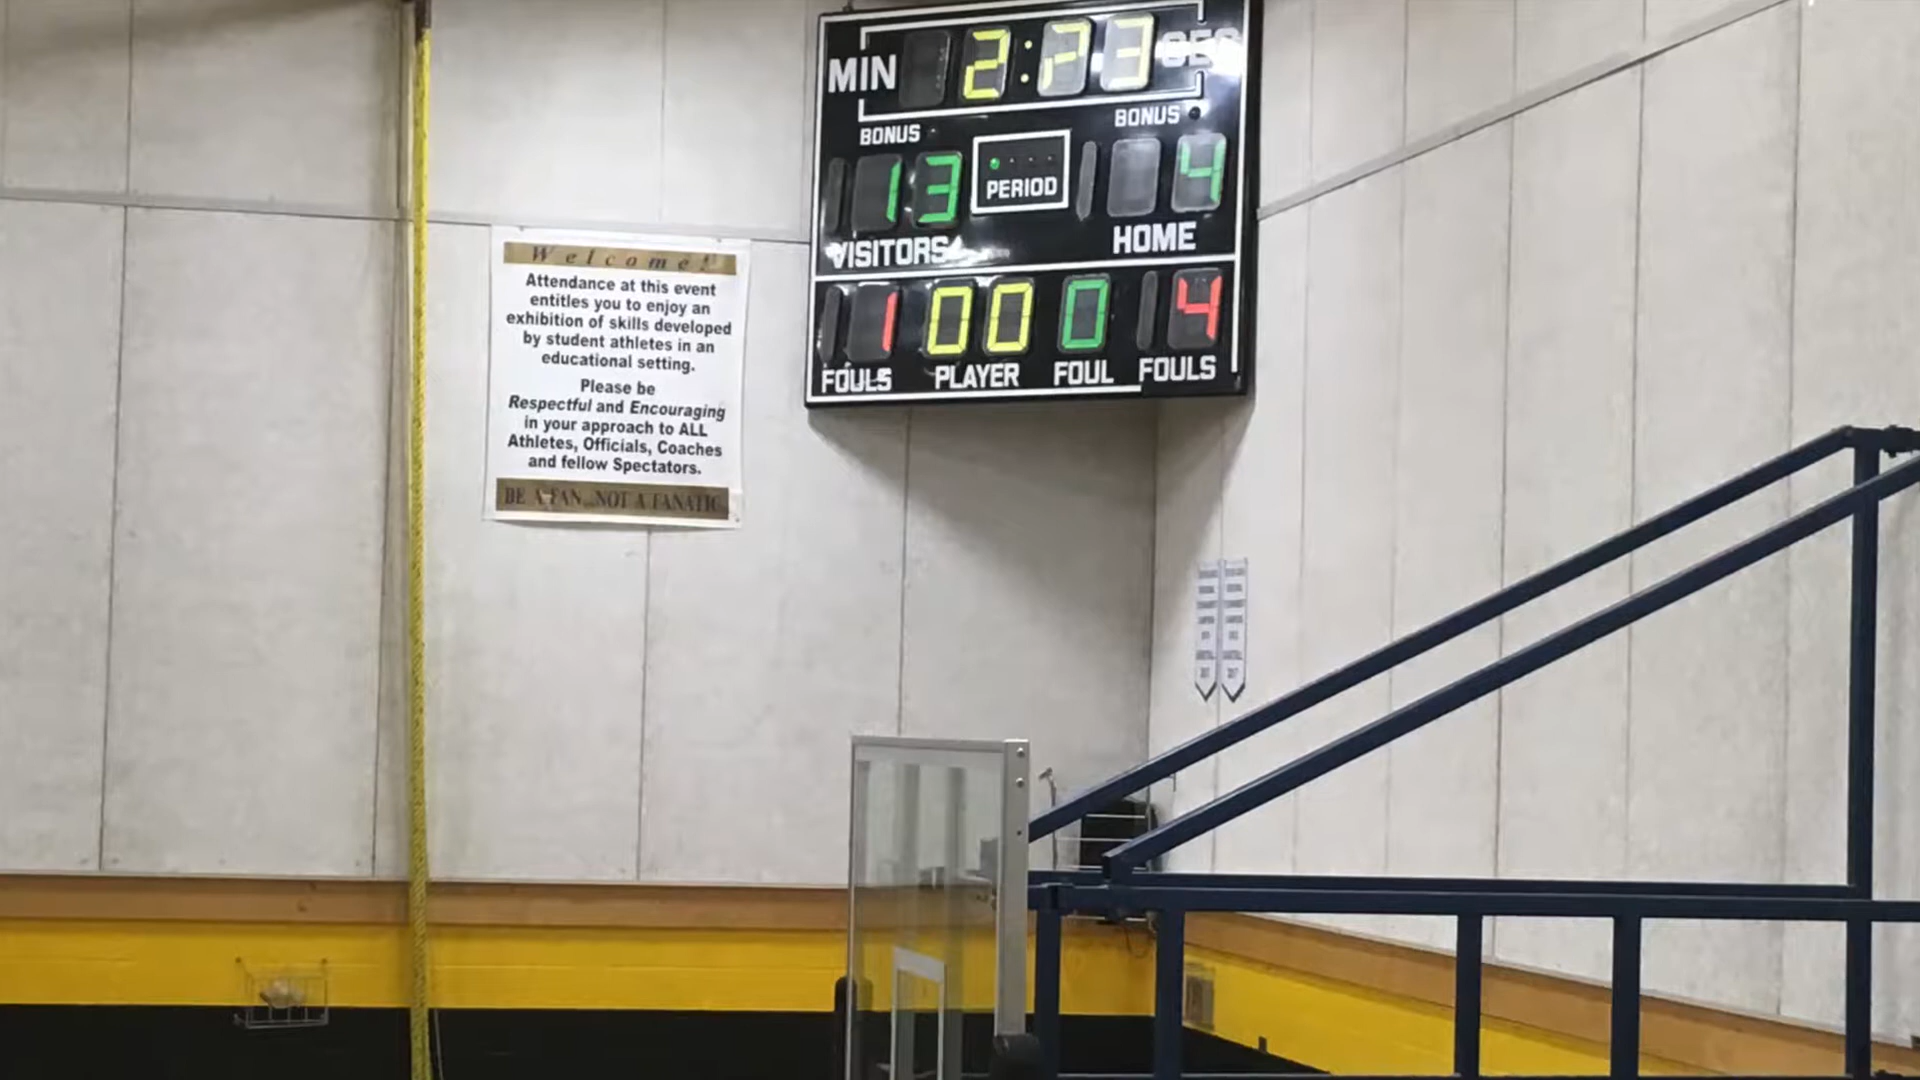 MIN 2: 3
BONUS BONUS
13 PERIOD 4
VISITORS HOME
1 00 0 4
FOULS PLAYER FOUL FOULS
Welcome!
Attendance at this event
entitles you to enjoy an
exhibition of skills developed
by student athletes in an
educational setting.
Please be
Respectful and Encouraging
in your approach to ALL
Athletes, Officials, Coaches
and fellow Spectators.
BE A FAN...NOT A FANATIC